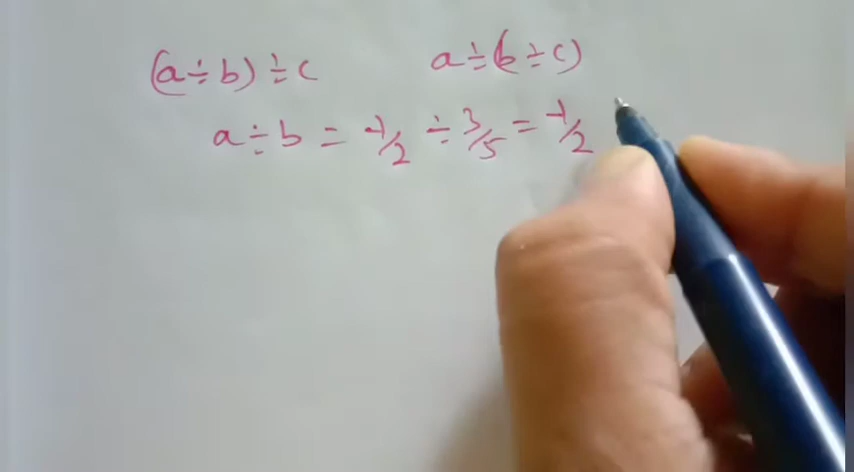 (a÷b)÷c a÷(b÷c)
a÷b = -1/2 ÷ 3/5 = -1/2